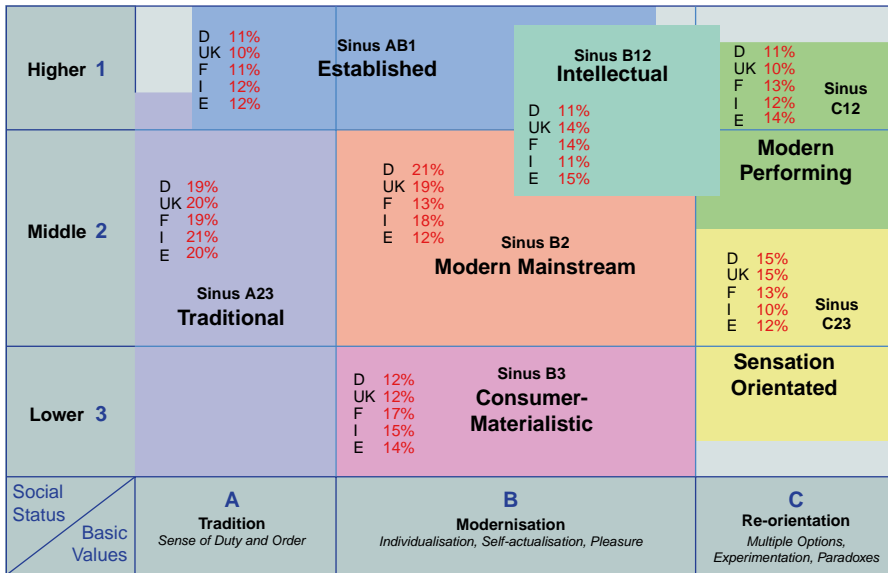 Higher 1
Sinus AB1
Established
D 11%
UK 10%
F 11%
I 12%
E 12%
Sinus B12
Intellectual
D 11%
UK 14%
F 14%
I 11%
E 15%
D 11%
UK 10%
F 13%
I 12%
E 14%
Sinus
C12
Modern
Performing
Middle 2
D 19%
UK 20%
F 19%
I 21%
E 20%
Sinus A23
Traditional
D 21%
UK 19%
F 13%
I 18%
E 12%
Sinus B2
Modern Mainstream
D 15%
UK 15%
F 13%
I 10%
E 12%
Sinus
C23
Sensation
Orientated
Lower 3
D 12%
UK 12%
F 17%
I 15%
E 14%
Sinus B3
Consumer-
Materialistic
Social
Status
Basic
Values
A
Tradition
Sense of Duty and Order
B
Modernisation
Individualisation, Self-actualisation, Pleasure
C
Re-orientation
Multiple Options,
Experimentation, Paradoxes